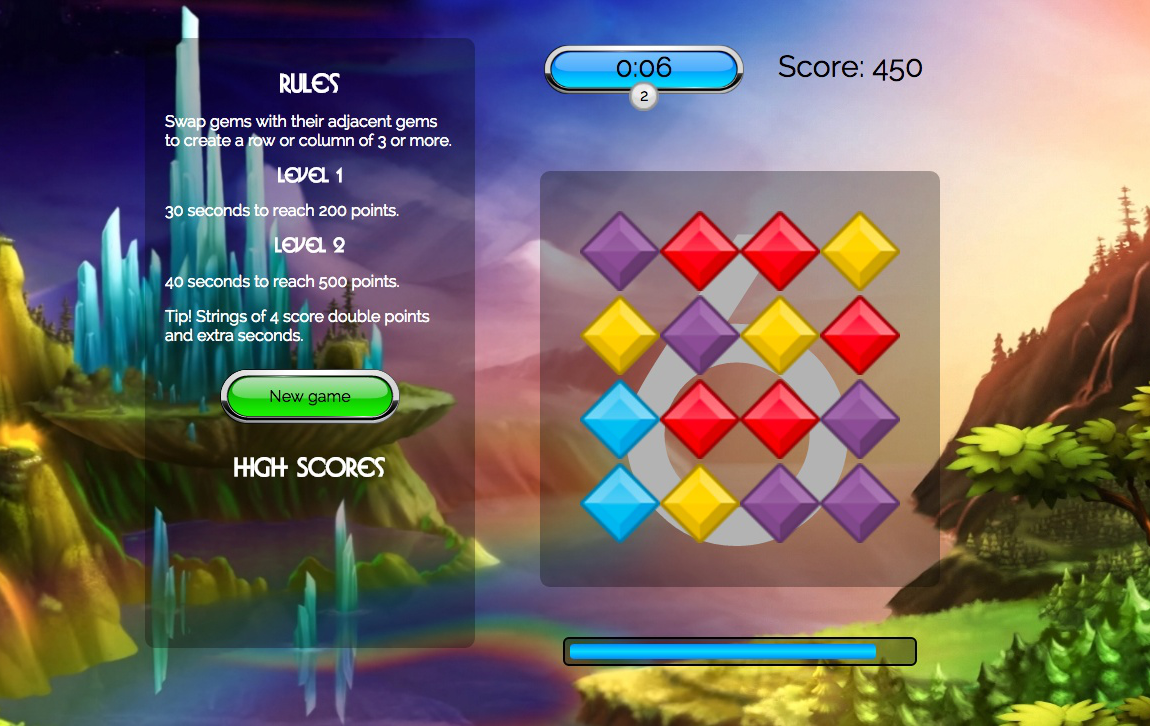 RULES
Swap gems with their adjacent gems
to create a row or column of 3 or more.
LEVEL 1
30 seconds to reach 200 points.
LEVEL 2
40 seconds to reach 500 points.
Tip! Strings of 4 score double points
and extra seconds.
New game
HIGH SCORES
0:06
2
Score: 450
6